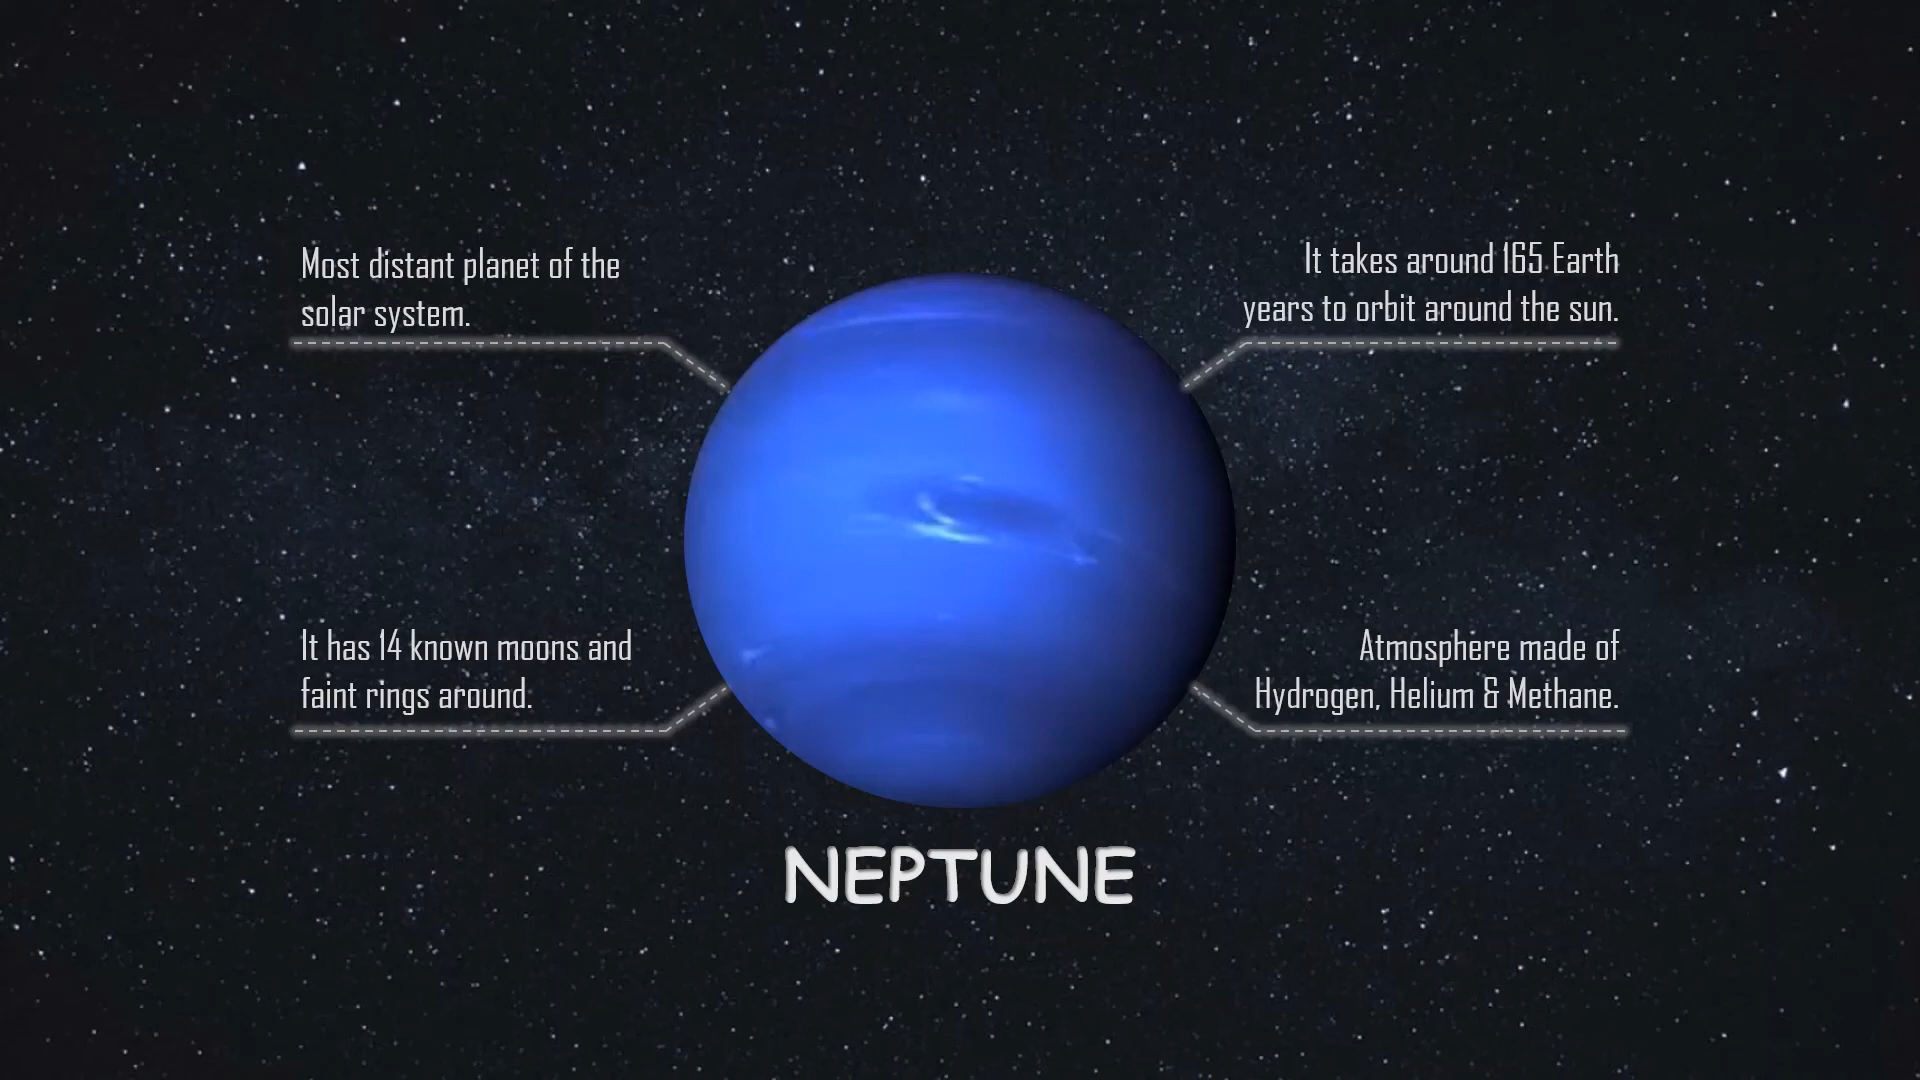 Most distant planet of the
solar system.
It takes around 165 Earth
years to orbit around the sun.
It has 14 known moons and
faint rings around.
Atmosphere made of
Hydrogen, Helium & Methane.
NEPTUNE